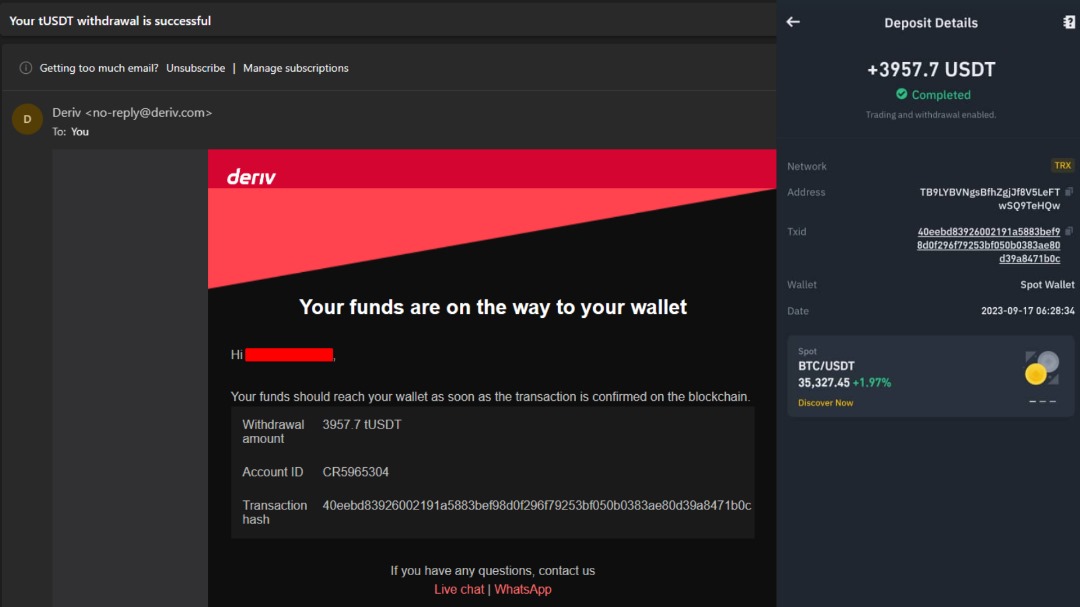 Your tUSDT withdrawal is successful
Getting too much email? Unsubscribe | Manage subscriptions
D
Deriv <no-reply@deriv.com>
To: You
deriv
Your funds are on the way to your wallet
Hi ,
Your funds should reach your wallet as soon as the transaction is confirmed on the blockchain.
Withdrawal amount 3957.7 tUSDT
Account ID CR5965304
Transaction hash 40eebd83926002191a5883bef98d0f296f79253bf050b0383ae80d39a8471b0c
If you have any questions, contact us
Live chat | WhatsApp
Deposit Details
+3957.7 USDT
Completed
Trading and withdrawal enabled.
Network TRX
Address TB9LYBVNgsBfhZgjJf8V5LeFT
wSQ9TeHQw
Txid 40eebd83926002191a5883bef9
8d0f296f79253bf050b0383ae80
d39a8471b0c
Wallet Spot Wallet
Date 2023-09-17 06:28:34
Spot
BTC/USDT
35,327.45 +1.97%
Discover Now